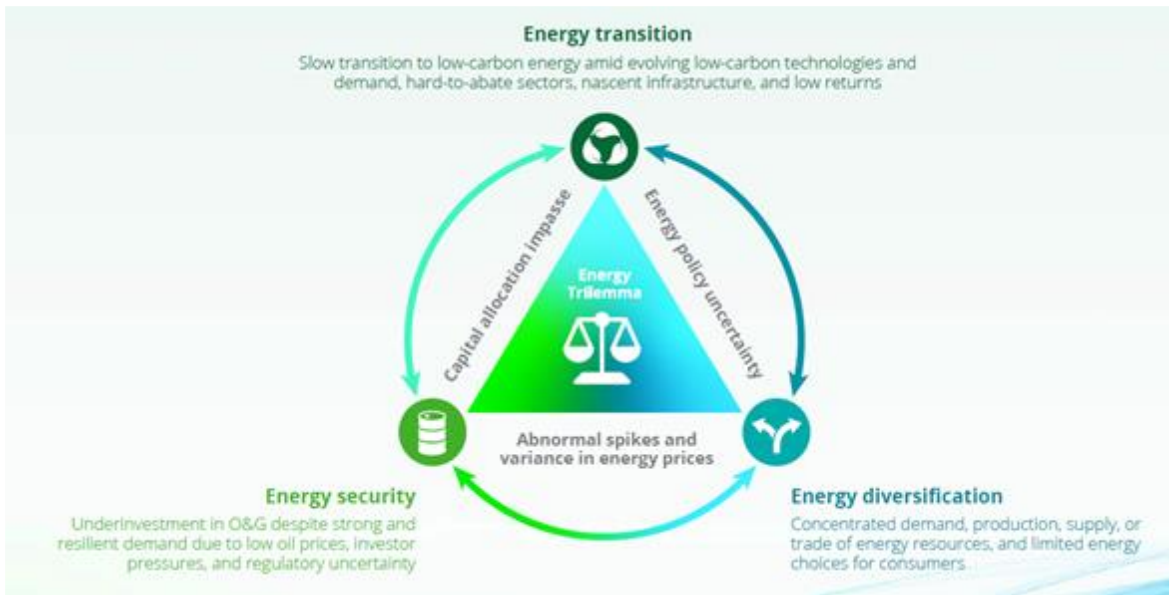 Energy transition
Slow transition to low-carbon energy amid evolving low-carbon technologies and
demand, hard-to-abate sectors, nascent infrastructure, and low returns
Capital allocation impasse
Energy policy uncertainty
Energy
Trilemma
Abnormal spikes and
variance in energy prices
Energy security
Underinvestment in O&G despite strong and
resilient demand due to low oil prices, investor
pressures, and regulatory uncertainty
Energy diversification
Concentrated demand, production, supply, or
trade of energy resources, and limited energy
choices for consumers